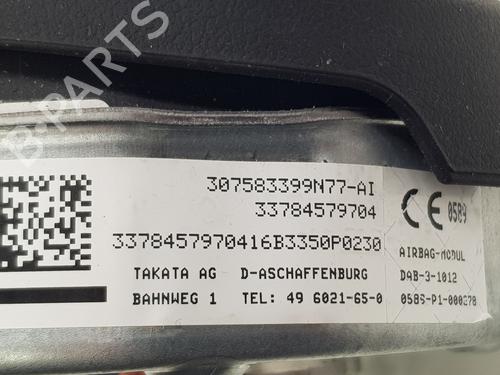 B-PARTS
307583399N77-AI
33784579704
3378457970416B3350P0230
TAKATA AG D-ASCHAFFENBURG
BAHNWEG 1 TEL: 49 6021-65-0
CE 0589
AIRBAG-MODUL
DAB-3-1012
0589-P1-000278